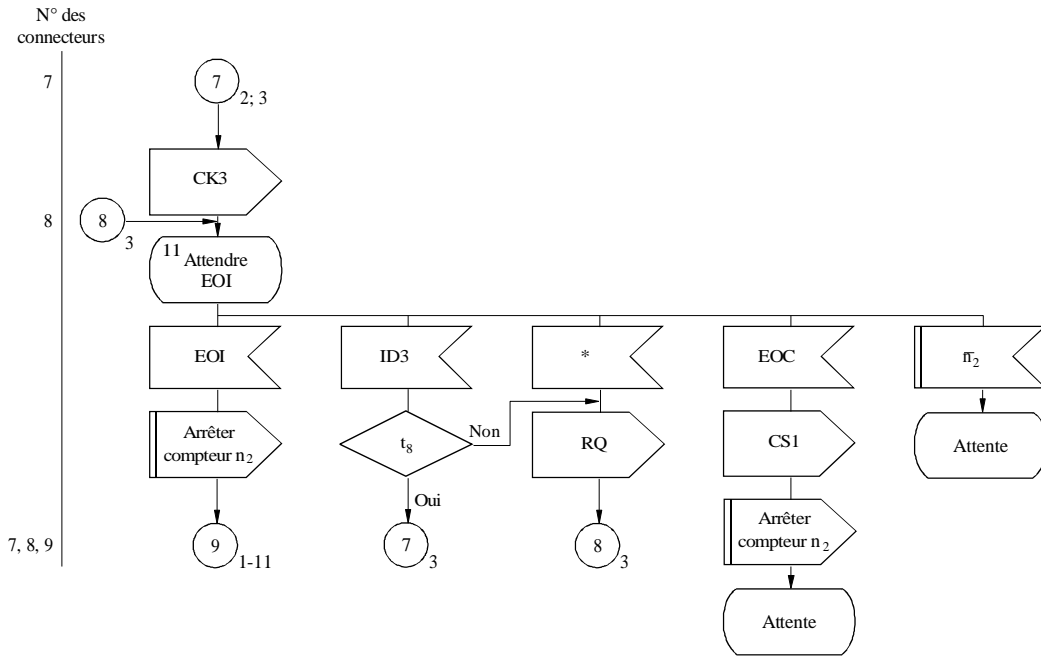 N° des
connecteurs
7
7
2; 3
CK3
8
8
3
11
Attendre
EOI
EOI
ID3
*
EOC
n̅2
Arrêter
compteur n2
t8
Non
RQ
CS1
Attente
Oui
Arrêter
compteur n2
7, 8, 9
9
1-11
7
3
8
3
Attente